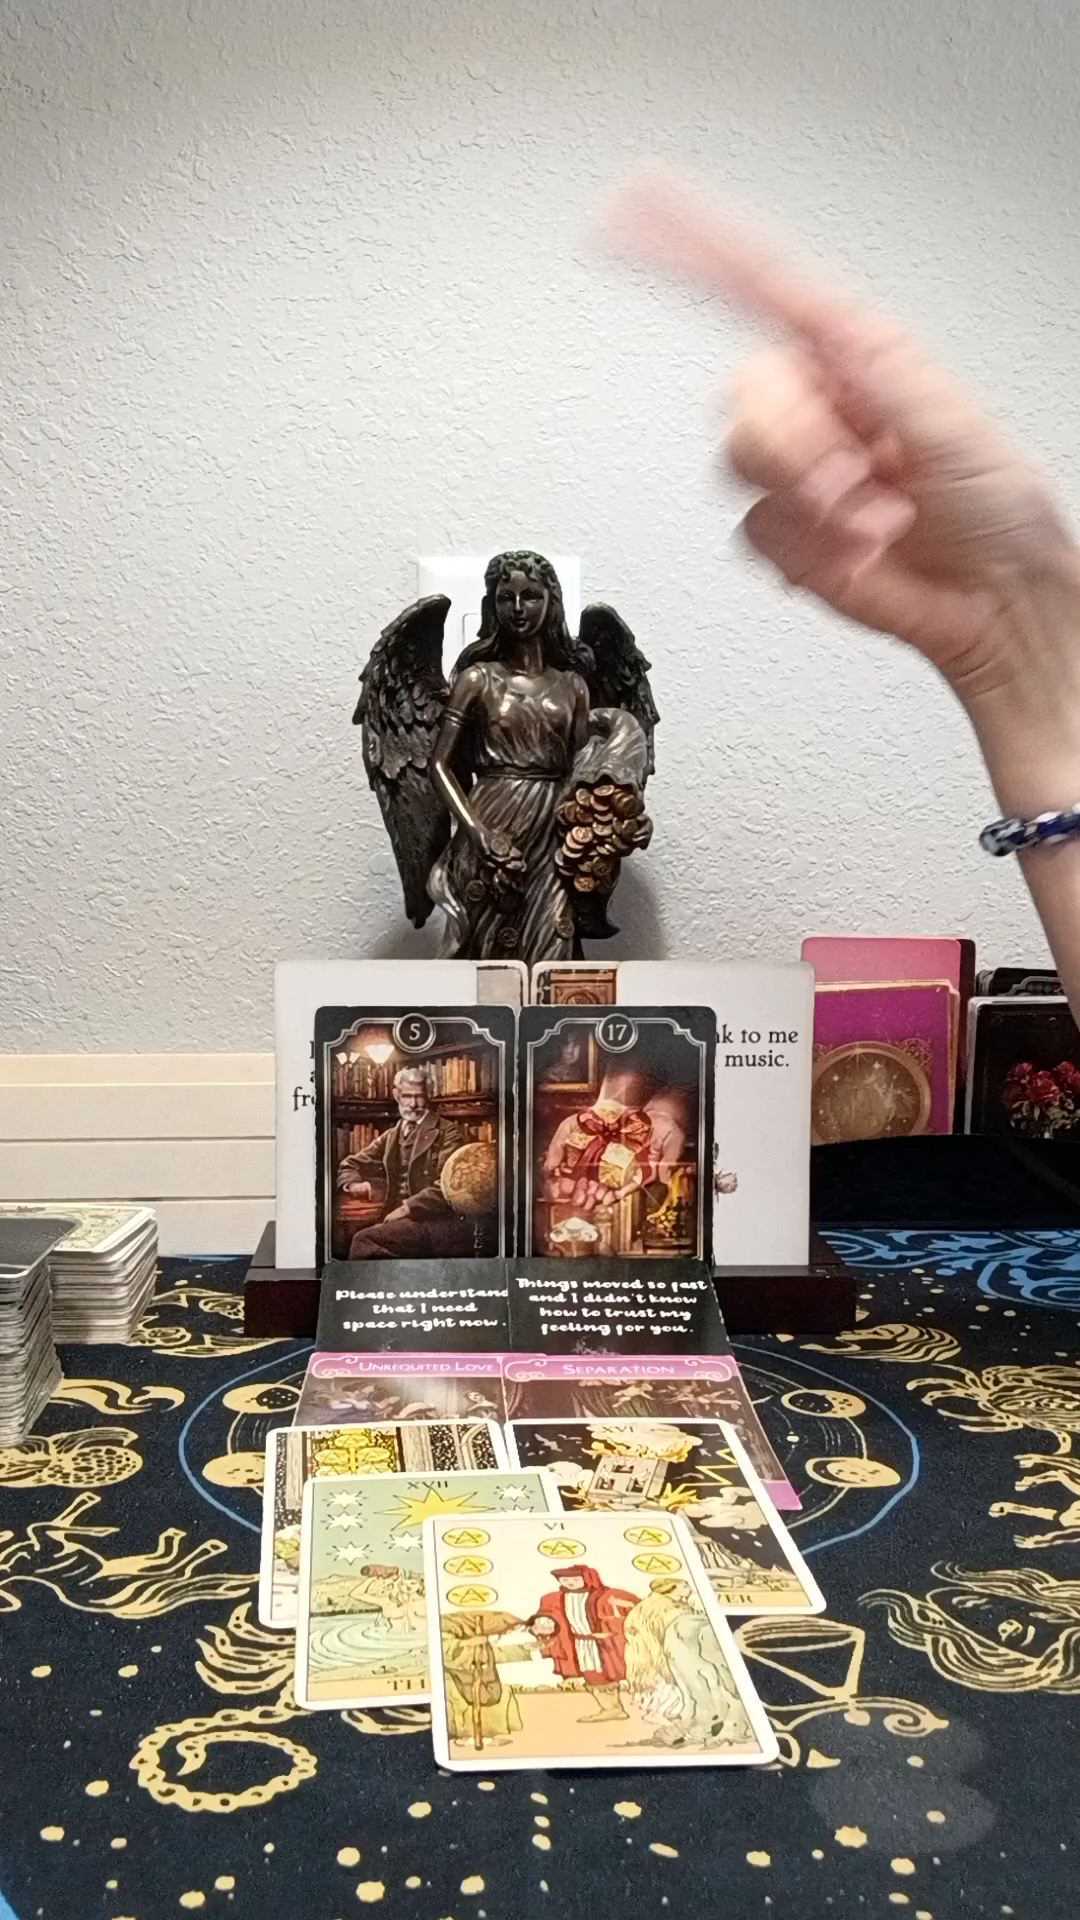 5
17
to me
music.
Please understand
that I need
space right now.
Things moved so fast
and I didn't know
how to trust my
feeling for you.
UNREQUITED LOVE
SEPARATION
XVI
XVII
VI